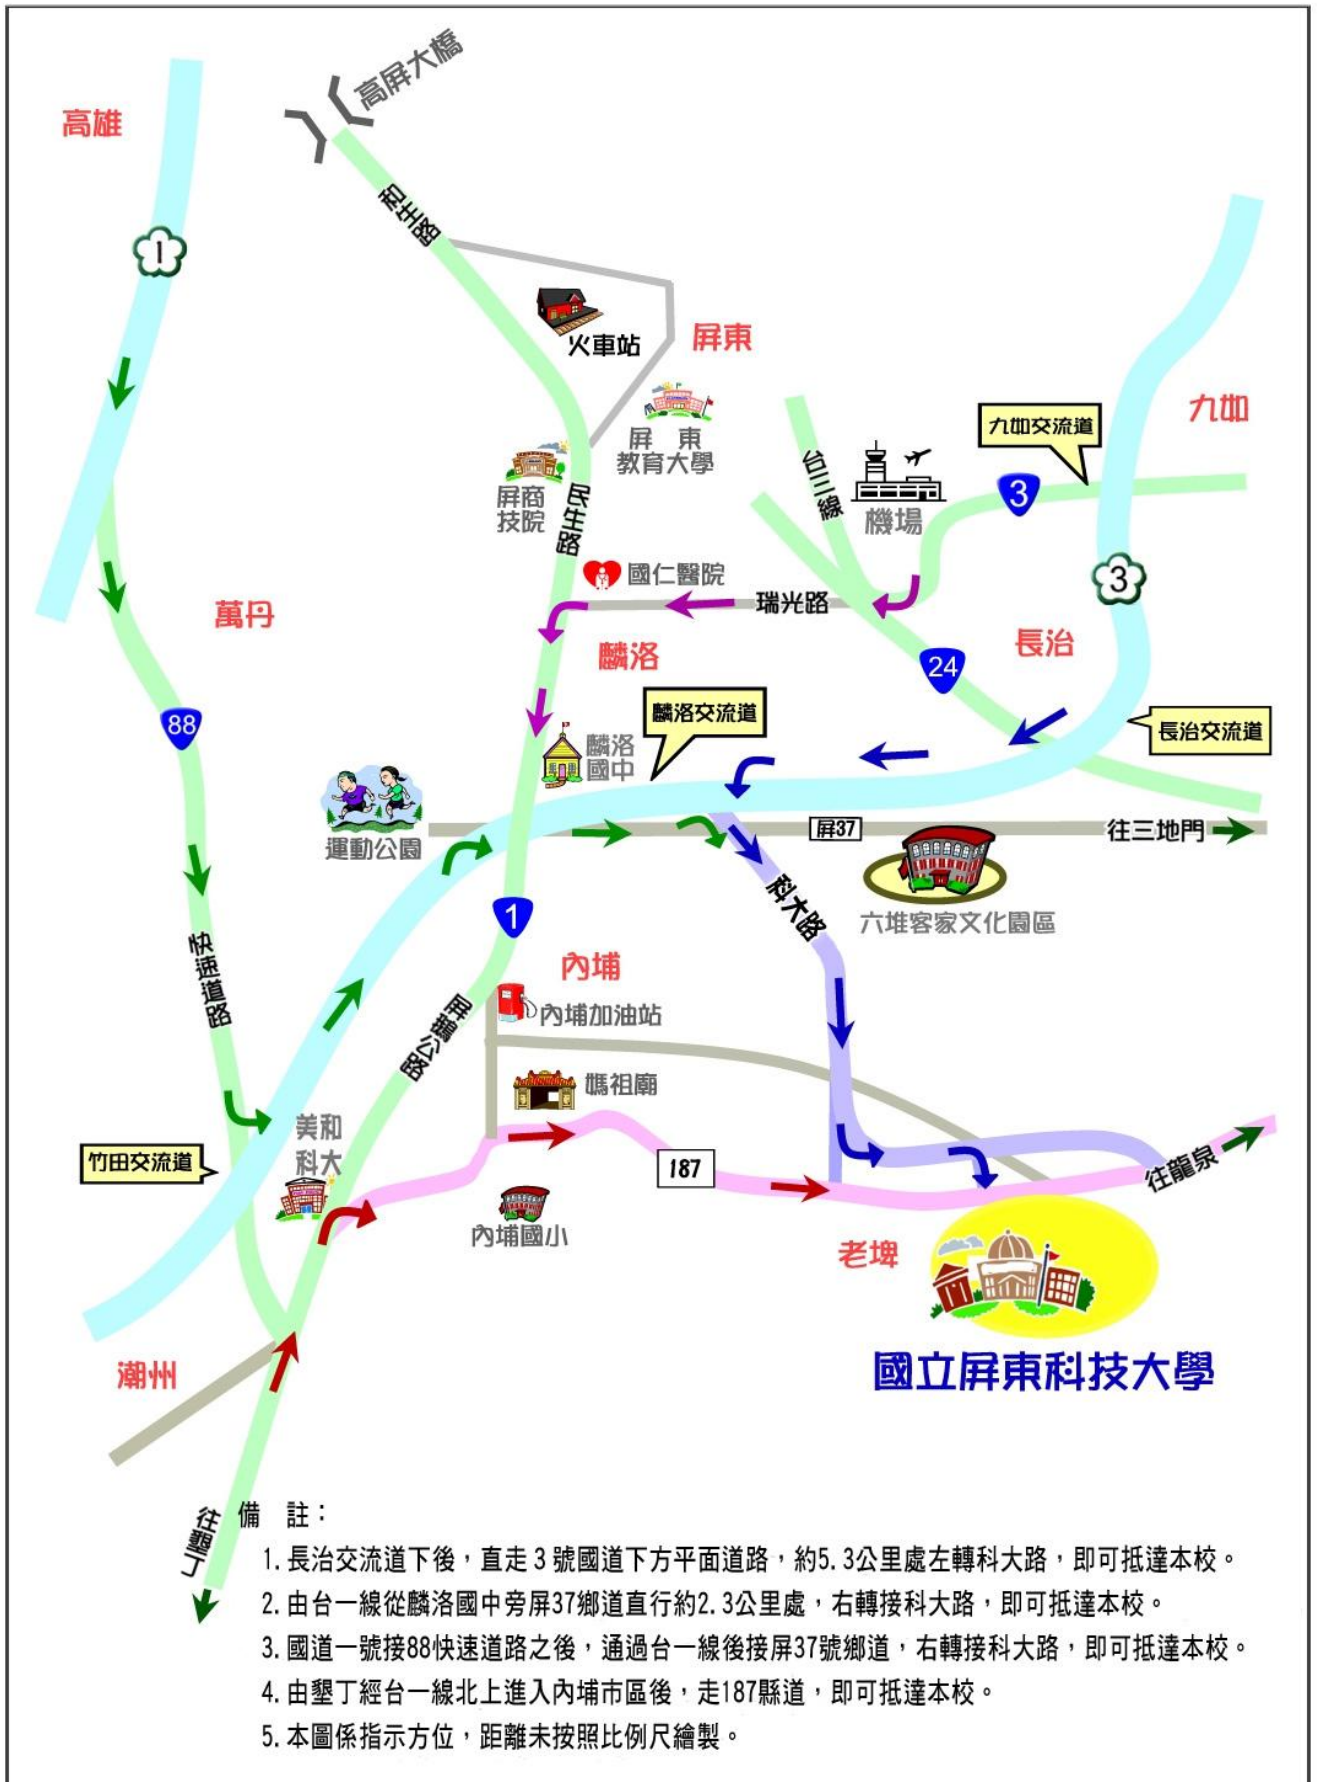 高屏大橋
高雄
和生路
1
火車站
屏東
九如
九如交流道
屏東
教育大學
屏商
技院
民生路
台三線
機場
3
3
國仁醫院
瑞光路
萬丹
麟洛
長治
24
88
麟洛交流道
長治交流道
麟洛
國中
運動公園
屏37
往三地門
科大路
六堆客家文化園區
1
快速道路
內埔
屏鵝公路
內埔加油站
媽祖廟
美和
科大
竹田交流道
187
往龍泉
內埔國小
老埤
國立屏東科技大學
潮州
往墾丁
備 註：
1.長治交流道下後，直走3號國道下方平面道路，約5.3公里處左轉科大路，即可抵達本校。
2.由台一線從麟洛國中旁屏37鄉道直行約2.3公里處，右轉接科大路，即可抵達本校。
3.國道一號接88快速道路之後，通過台一線後接屏37號鄉道，右轉接科大路，即可抵達本校。
4.由墾丁經台一線北上進入內埔市區後，走187縣道，即可抵達本校。
5.本圖係指示方位，距離未按照比例尺繪製。